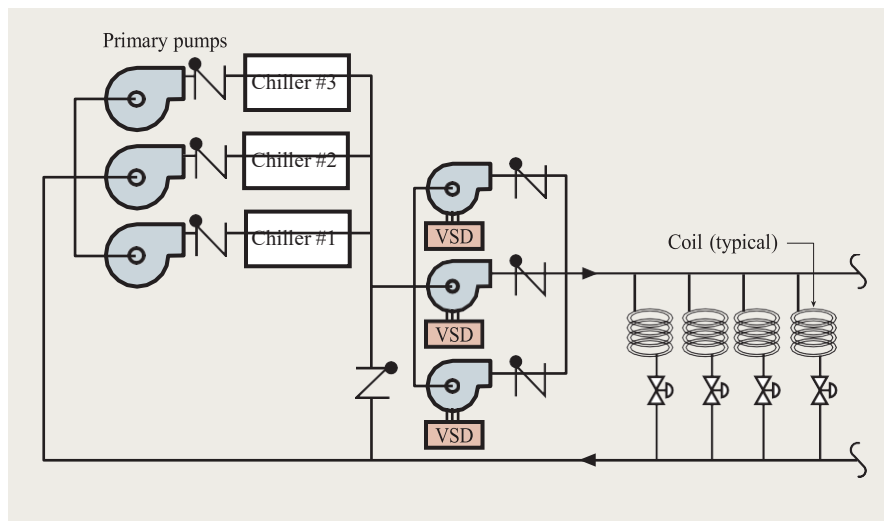 Primary pumps
Chiller #3
Chiller #2
Chiller #1
VSD
VSD
VSD
Coil (typical)